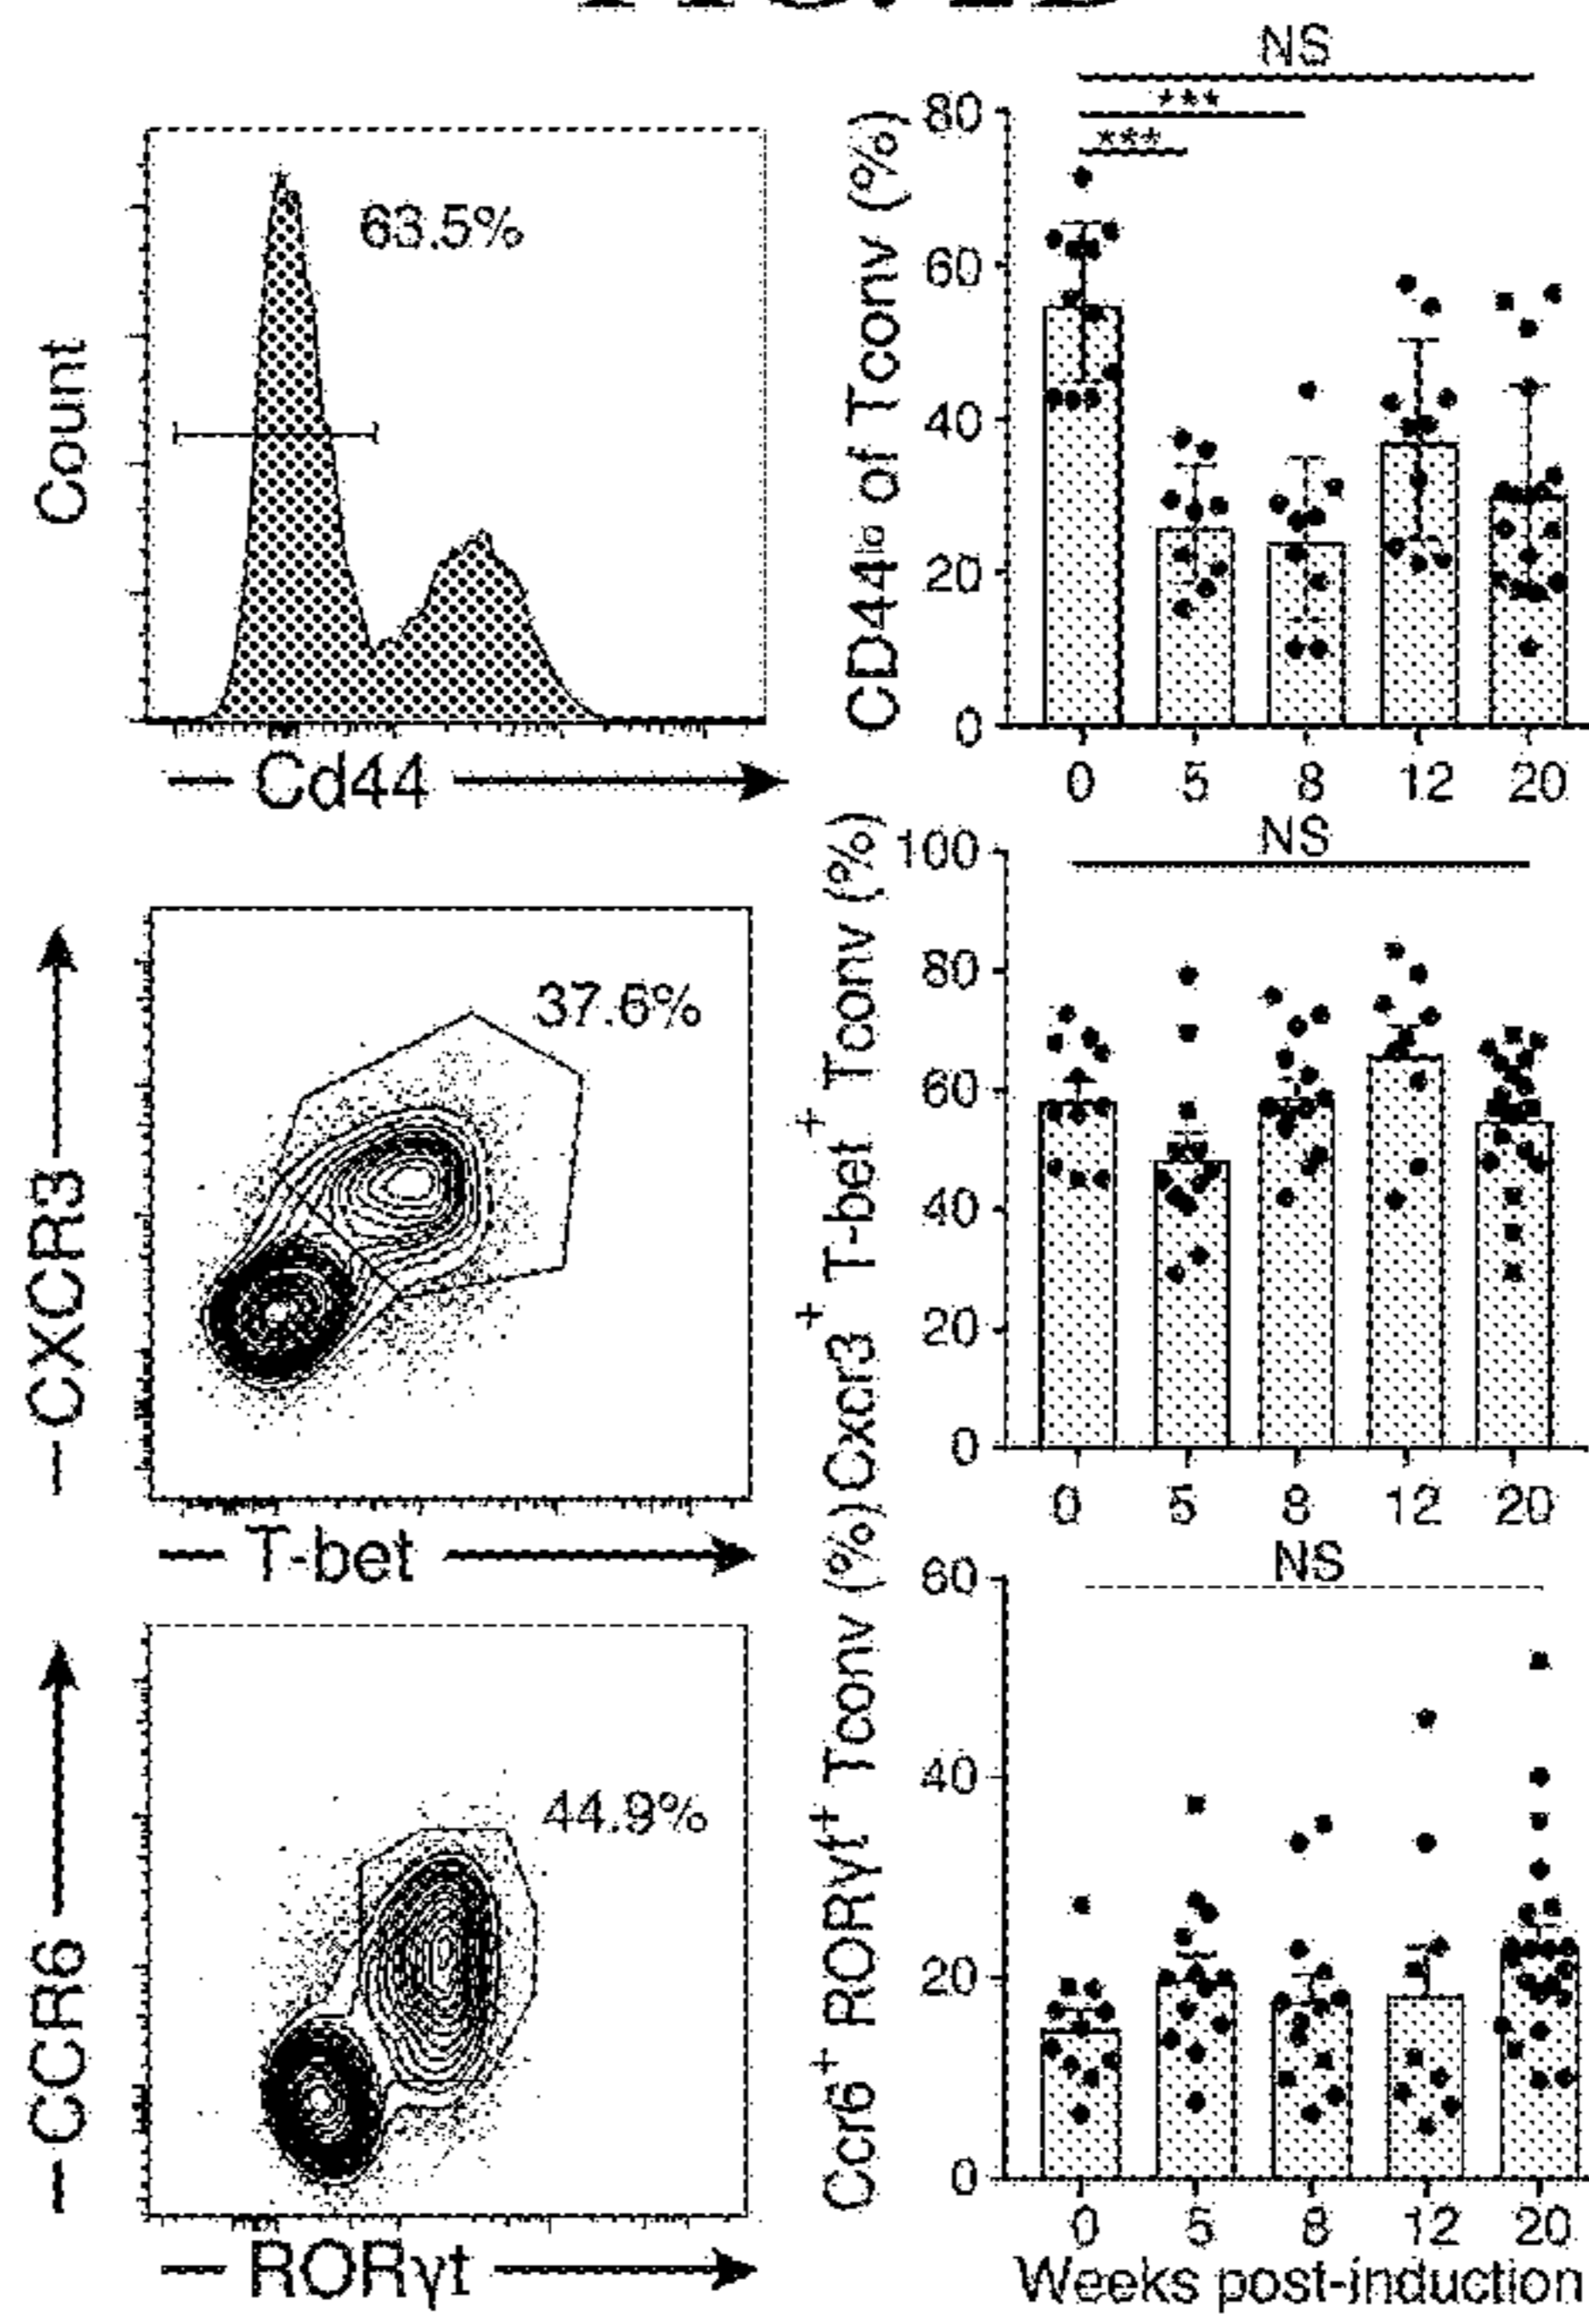 NS
***
***
63.5%
Count
Cd44
CD44lo of Tconv (%)
80
60
40
20
0
0 5 8 12 20
NS
37.6%
CXCR3
T-bet
Cxcr3+ T-bet+ Tconv (%)
100
80
60
40
20
0
0 5 8 12 20
NS
44.9%
CCR6
RORγt
Ccr6+ RORγt+ Tconv (%)
60
40
20
0
0 5 8 12 20
Weeks post-induction